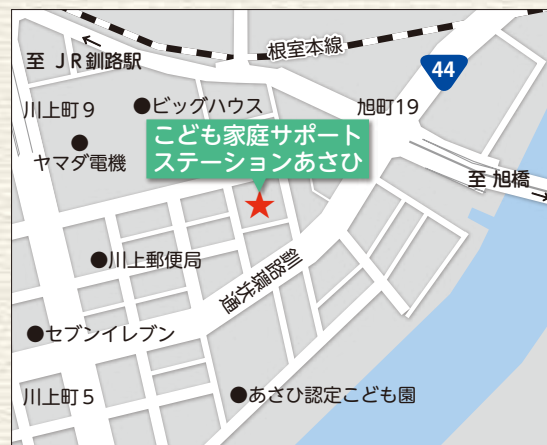 根室本線
至 JR釧路駅
44
川上町9
●ビッグハウス
旭町19
ヤマダ電機
こども家庭サポート
ステーションあさひ
至 旭橋
●川上郵便局
釧路環状通
●セブンイレブン
川上町5
●あさひ認定こども園